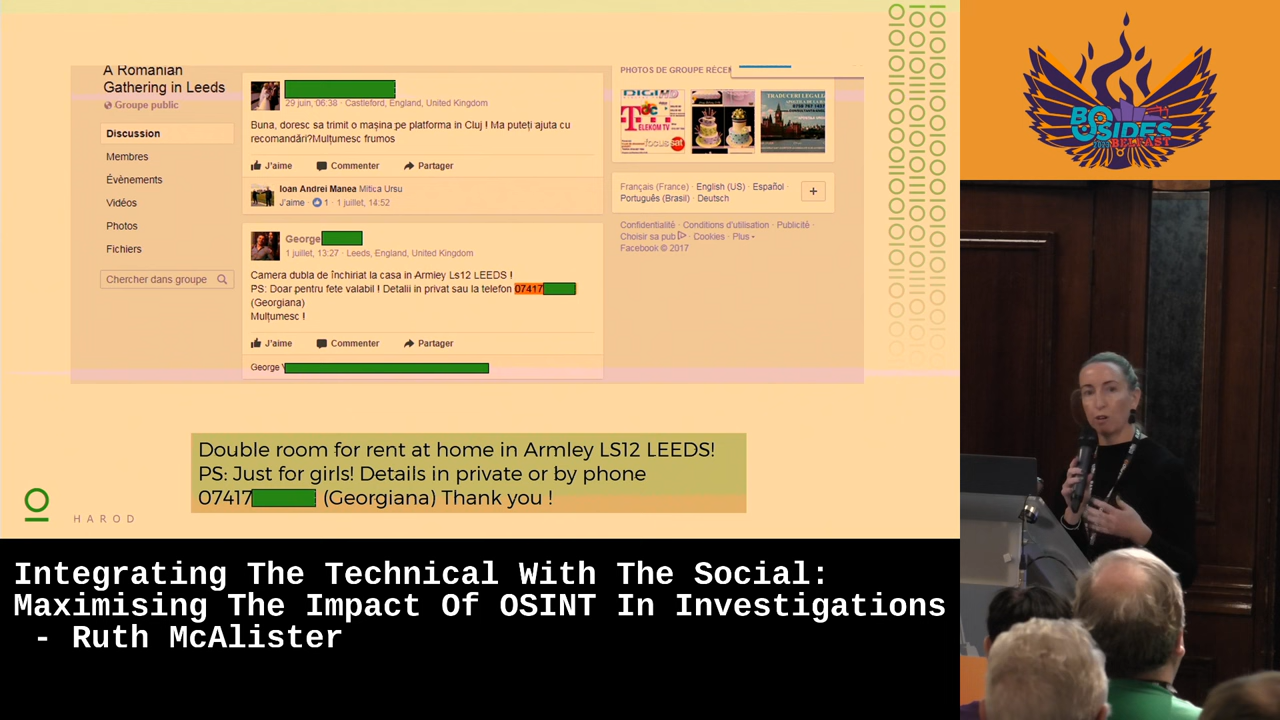 A Romanian
Gathering in Leeds
Groupe public
Discussion
Membres
Évènements
Vidéos
Photos
Fichiers
Chercher dans groupe
29 juin, 06:38 · Castleford, England, United Kingdom
Buna, doresc sa trimit o mașina pe platforma in Cluj ! Ma puteți ajuta cu
recomandări?Mulțumesc frumos
J'aime Commenter Partager
Ioan Andrei Manea Mitica Ursu
J'aime · 1 · 1 juillet, 14:52
George
1 juillet, 13:27 · Leeds, England, United Kingdom
Camera dubla de închiriat la casa in Armley Ls12 LEEDS !
PS: Doar pentru fete valabil ! Detalii in privat sau la telefon 07417
(Georgiana)
Mulțumesc !
J'aime Commenter Partager
George
PHOTOS DE GROUPE RÉCEN
TELEKOM TV
focussat
TRADUCERI LEGALI
Français (France) · English (US) · Español ·
Português (Brasil) · Deutsch
+
Confidentialité · Conditions d'utilisation · Publicité ·
Choisir sa pub · Cookies · Plus
Facebook © 2017
Double room for rent at home in Armley LS12 LEEDS!
PS: Just for girls! Details in private or by phone
07417 (Georgiana) Thank you !
HAROD
BSIDES
BELFAST
Integrating The Technical With The Social:
Maximising The Impact Of OSINT In Investigations
- Ruth McAlister